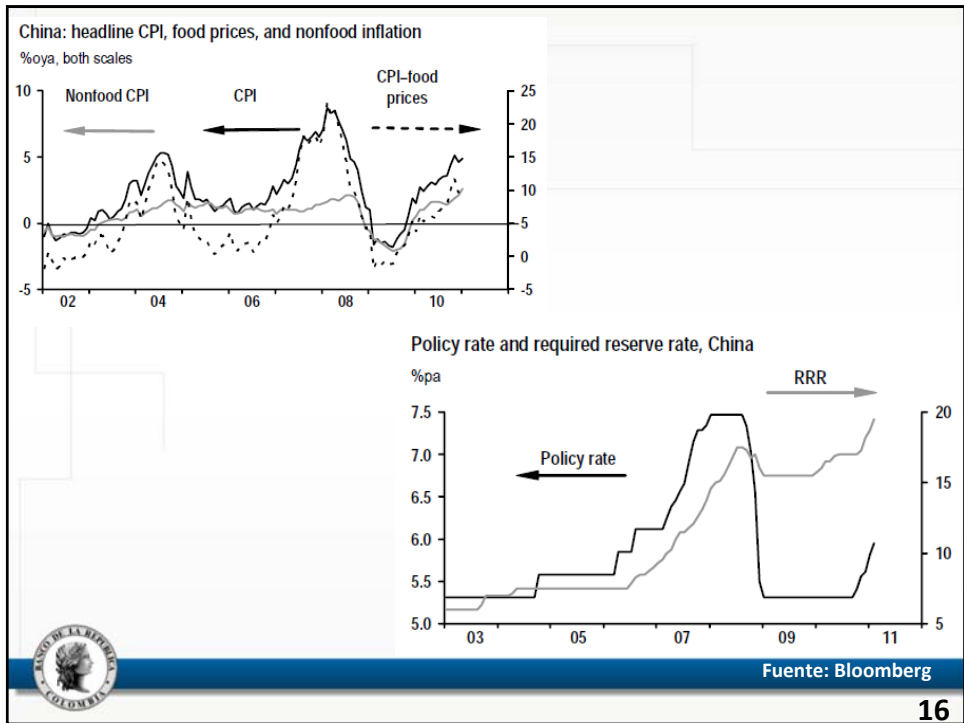 China: headline CPI, food prices, and nonfood inflation
%oya, both scales
Nonfood CPI
CPI
CPI–food
prices
10
5
0
-5
25
20
15
10
5
0
-5
02
04
06
08
10
Policy rate and required reserve rate, China
%pa
RRR
Policy rate
7.5
7.0
6.5
6.0
5.5
5.0
20
15
10
5
03
05
07
09
11
BANCO DE LA REPUBLICA
COLOMBIA
Fuente: Bloomberg
16